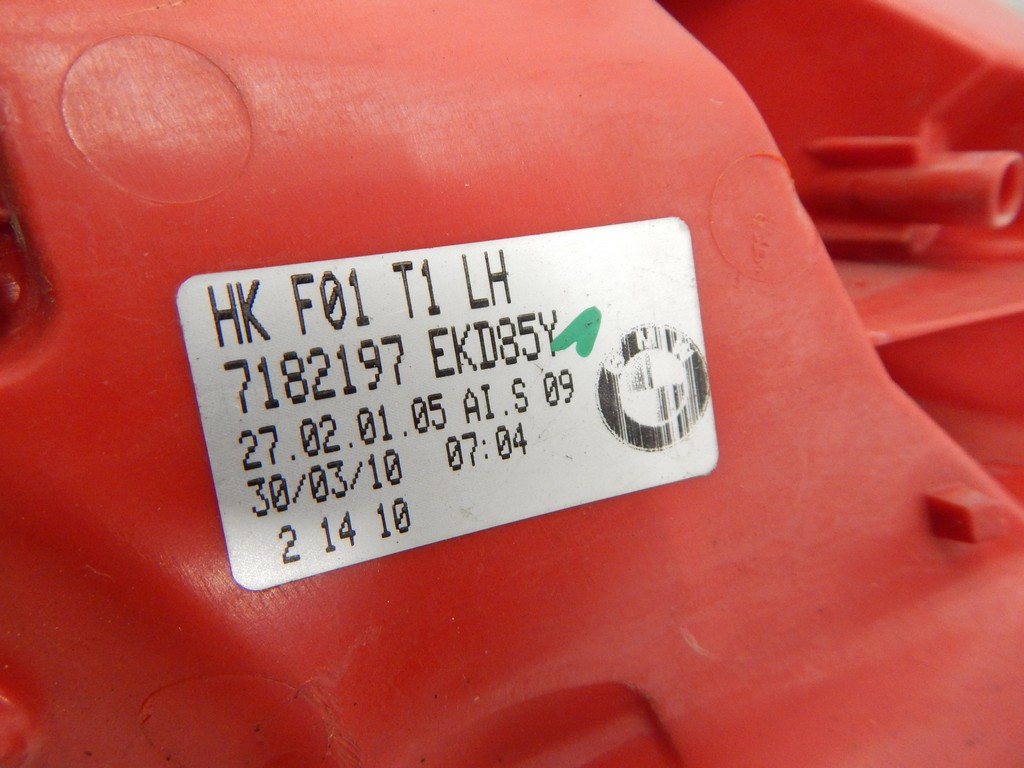 HK F01 T1 LH
7182197 EKD85Y
27.02.01.05 AI.S 09
30/03/10 07:04
2 14 10